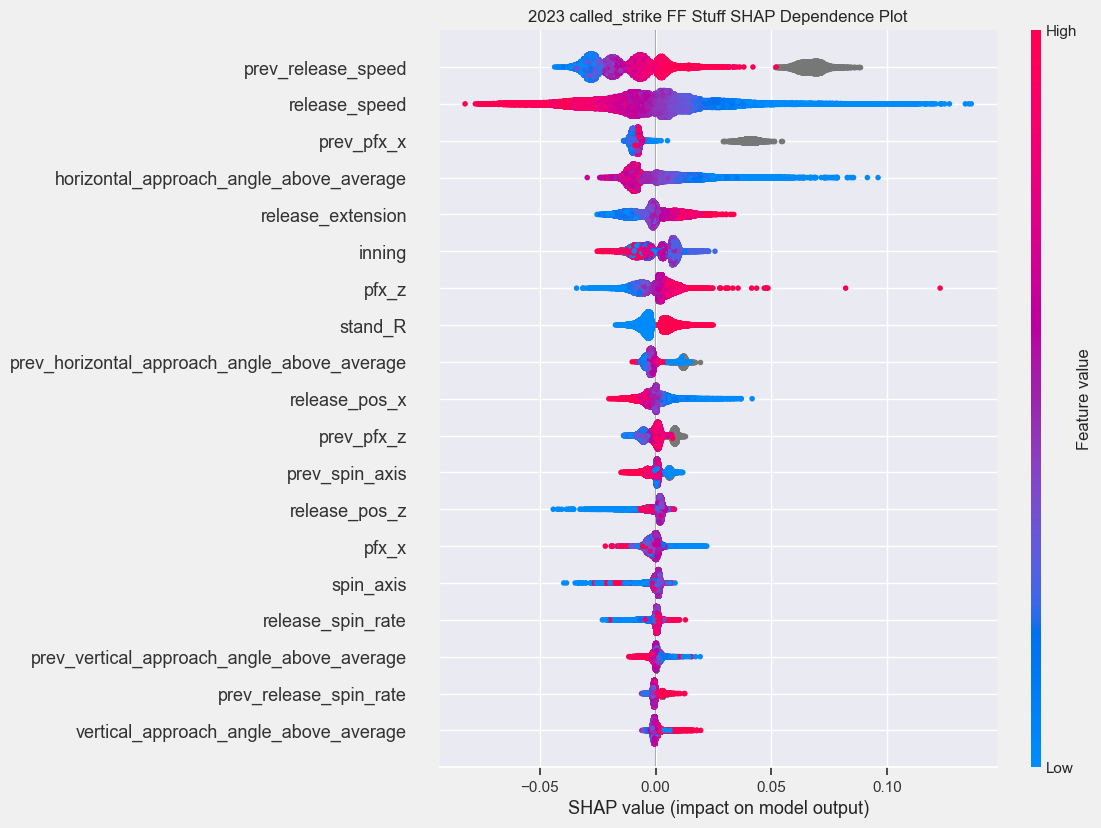 2023 called_strike FF Stuff SHAP Dependence Plot
High
prev_release_speed
release_speed
prev_pfx_x
horizontal_approach_angle_above_average
release_extension
inning
pfx_z
stand_R
prev_horizontal_approach_angle_above_average
release_pos_x
prev_pfx_z
prev_spin_axis
release_pos_z
pfx_x
spin_axis
release_spin_rate
prev_vertical_approach_angle_above_average
prev_release_spin_rate
vertical_approach_angle_above_average
Feature value
Low
−0.05 0.00 0.05 0.10
SHAP value (impact on model output)